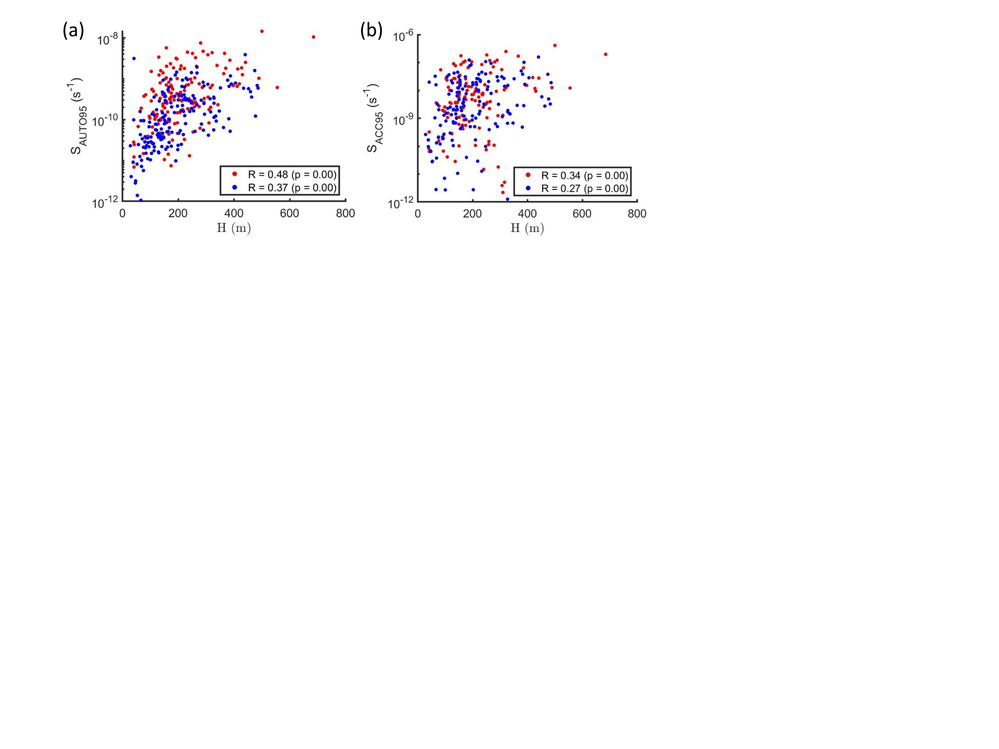 (a)
10^-8
10^-10
10^-12
S_AUTO95 (s^-1)
0 200 400 600 800
H (m)
R = 0.48 (p = 0.00)
R = 0.37 (p = 0.00)
(b)
10^-6
10^-9
10^-12
S_ACC95 (s^-1)
0 200 400 600 800
H (m)
R = 0.34 (p = 0.00)
R = 0.27 (p = 0.00)